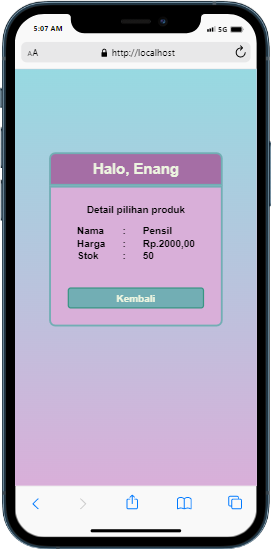 5:07 AM 5G
AA http://localhost
Halo, Enang
Detail pilihan produk
Nama : Pensil
Harga : Rp.2000,00
Stok : 50
Kembali